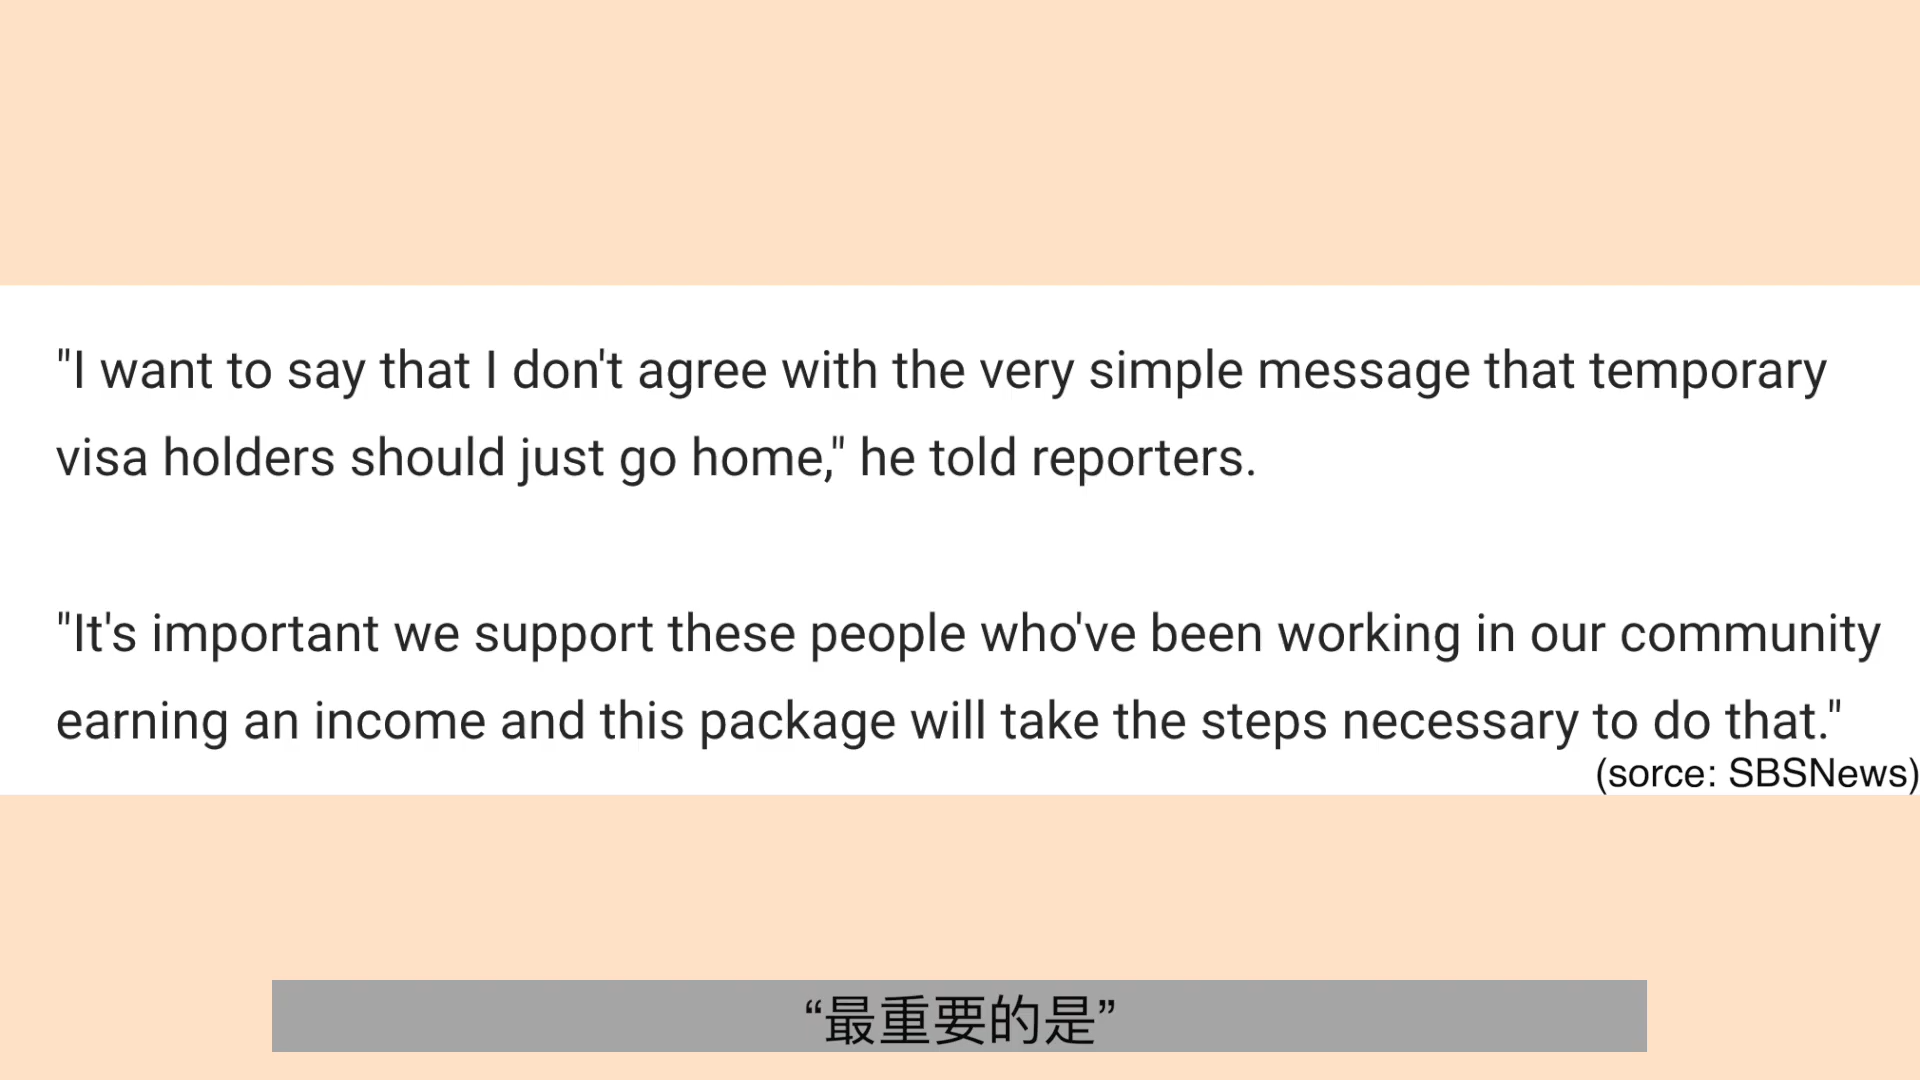 "I want to say that I don't agree with the very simple message that temporary
visa holders should just go home," he told reporters.
"It's important we support these people who've been working in our community
earning an income and this package will take the steps necessary to do that."
(sorce: SBSNews)
“最重要的是”